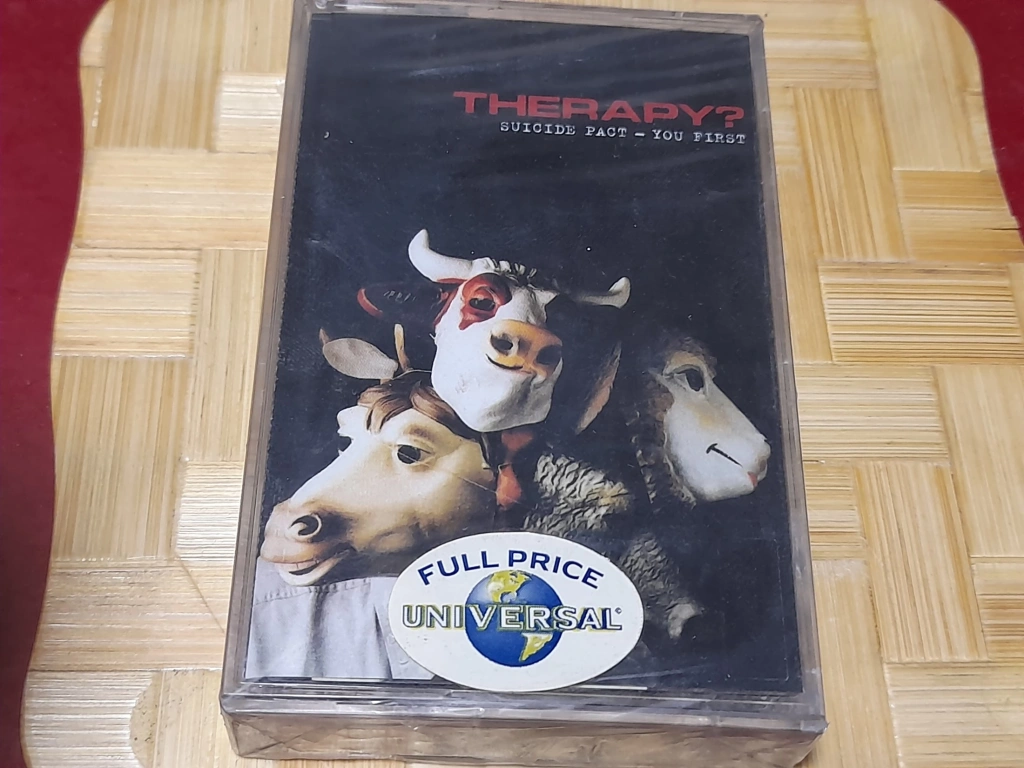 THERAPY?
SUICIDE PACT – YOU FIRST
FULL PRICE
UNIVERSAL®